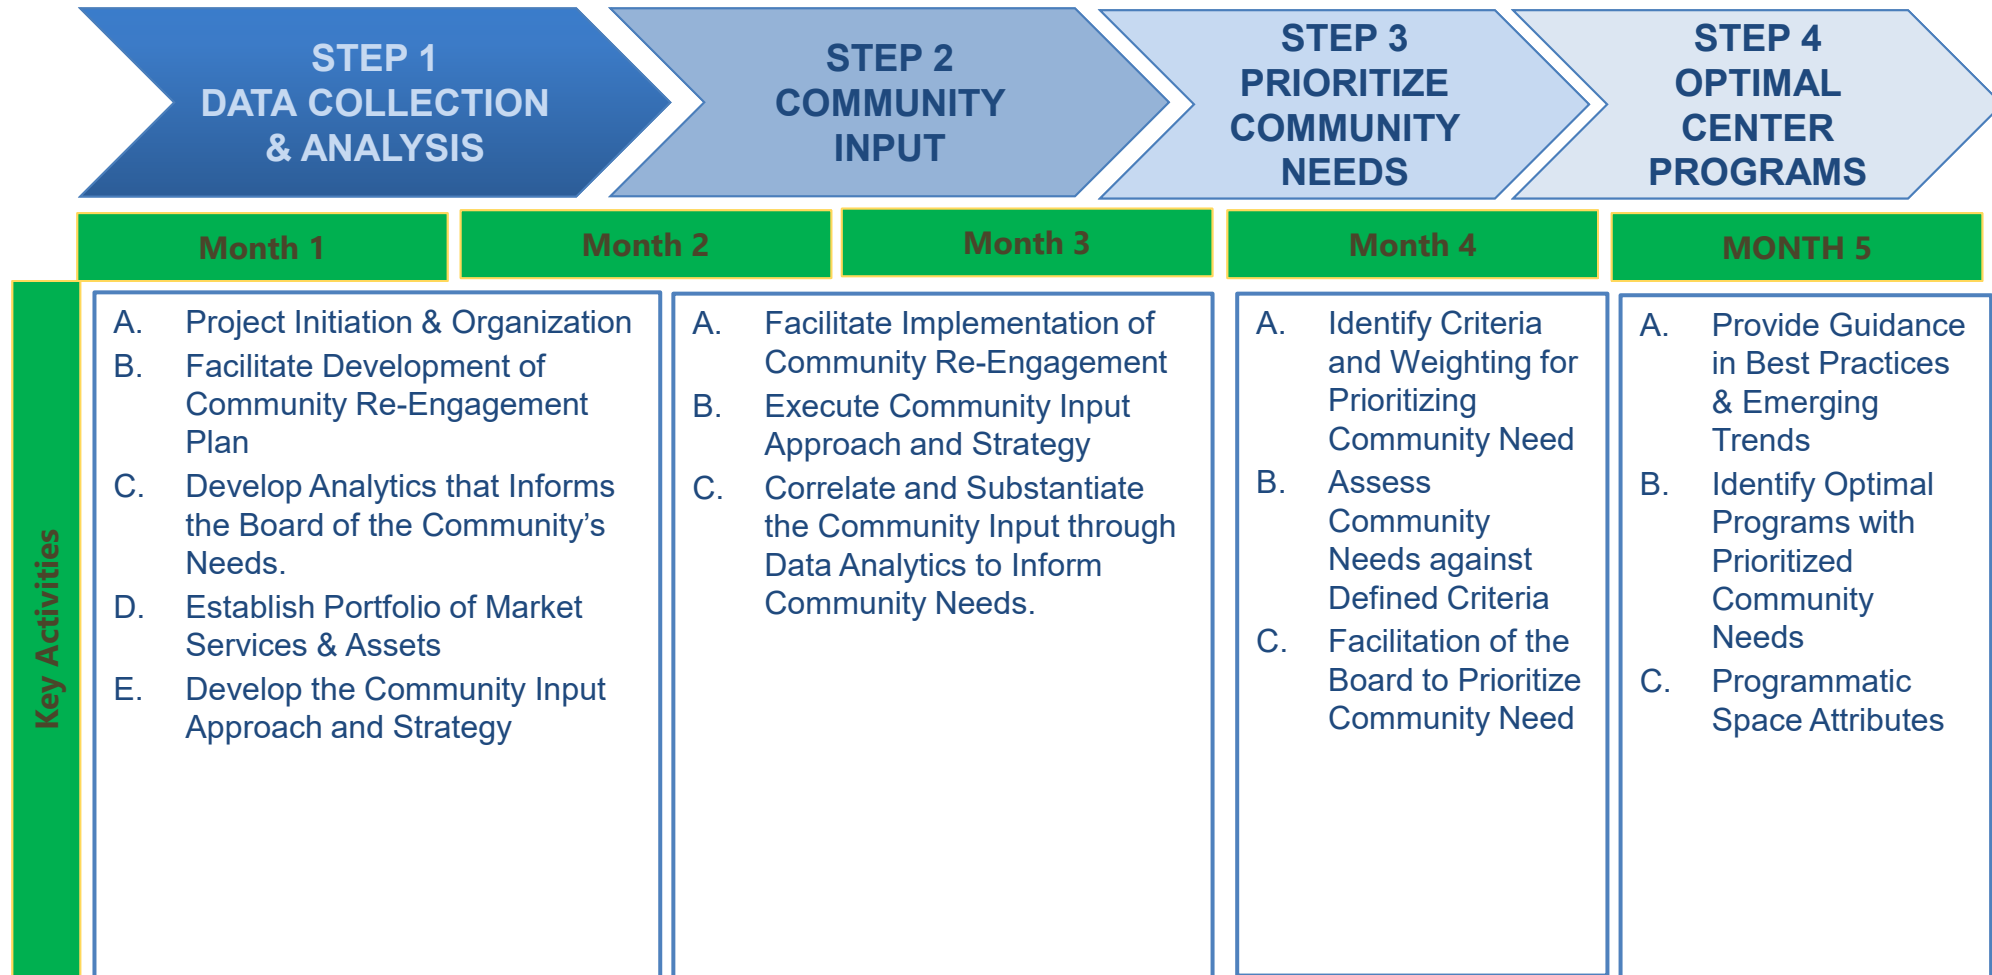 STEP 1
DATA COLLECTION
& ANALYSIS
STEP 2
COMMUNITY
INPUT
STEP 3
PRIORITIZE
COMMUNITY
NEEDS
STEP 4
OPTIMAL
CENTER
PROGRAMS
Month 1
Month 2
Month 3
Month 4
MONTH 5
Key Activities
A. Project Initiation & Organization
B. Facilitate Development of
Community Re-Engagement
Plan
C. Develop Analytics that Informs
the Board of the Community’s
Needs.
D. Establish Portfolio of Market
Services & Assets
E. Develop the Community Input
Approach and Strategy
A. Facilitate Implementation of
Community Re-Engagement
B. Execute Community Input
Approach and Strategy
C. Correlate and Substantiate
the Community Input through
Data Analytics to Inform
Community Needs.
A. Identify Criteria
and Weighting for
Prioritizing
Community Need
B. Assess
Community
Needs against
Defined Criteria
C. Facilitation of the
Board to Prioritize
Community Need
A. Provide Guidance
in Best Practices
& Emerging
Trends
B. Identify Optimal
Programs with
Prioritized
Community
Needs
C. Programmatic
Space Attributes